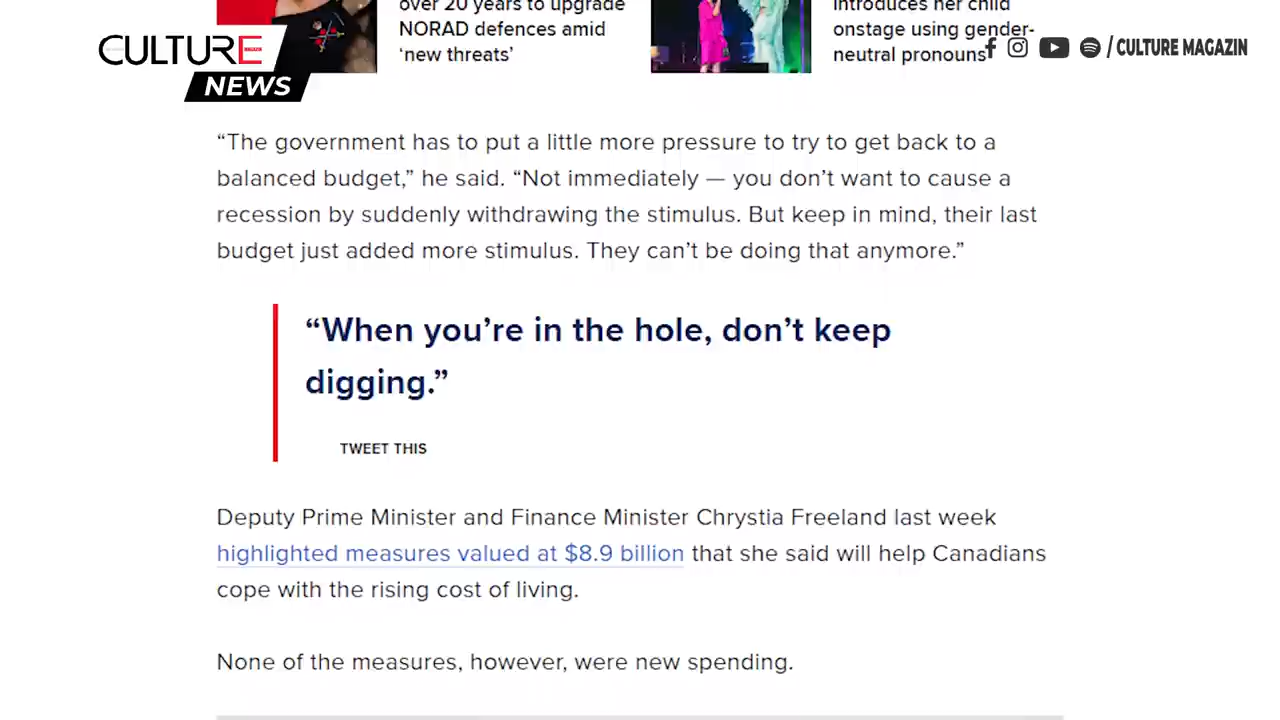 over 20 years to upgrade
NORAD defences amid
‘new threats’
introduces her child
onstage using gender-
neutral pronouns
CULTURE
NEWS
/ CULTURE MAGAZIN
“The government has to put a little more pressure to try to get back to a
balanced budget,” he said. “Not immediately — you don’t want to cause a
recession by suddenly withdrawing the stimulus. But keep in mind, their last
budget just added more stimulus. They can’t be doing that anymore.”
“When you’re in the hole, don’t keep
digging.”
TWEET THIS
Deputy Prime Minister and Finance Minister Chrystia Freeland last week
highlighted measures valued at $8.9 billion that she said will help Canadians
cope with the rising cost of living.
None of the measures, however, were new spending.